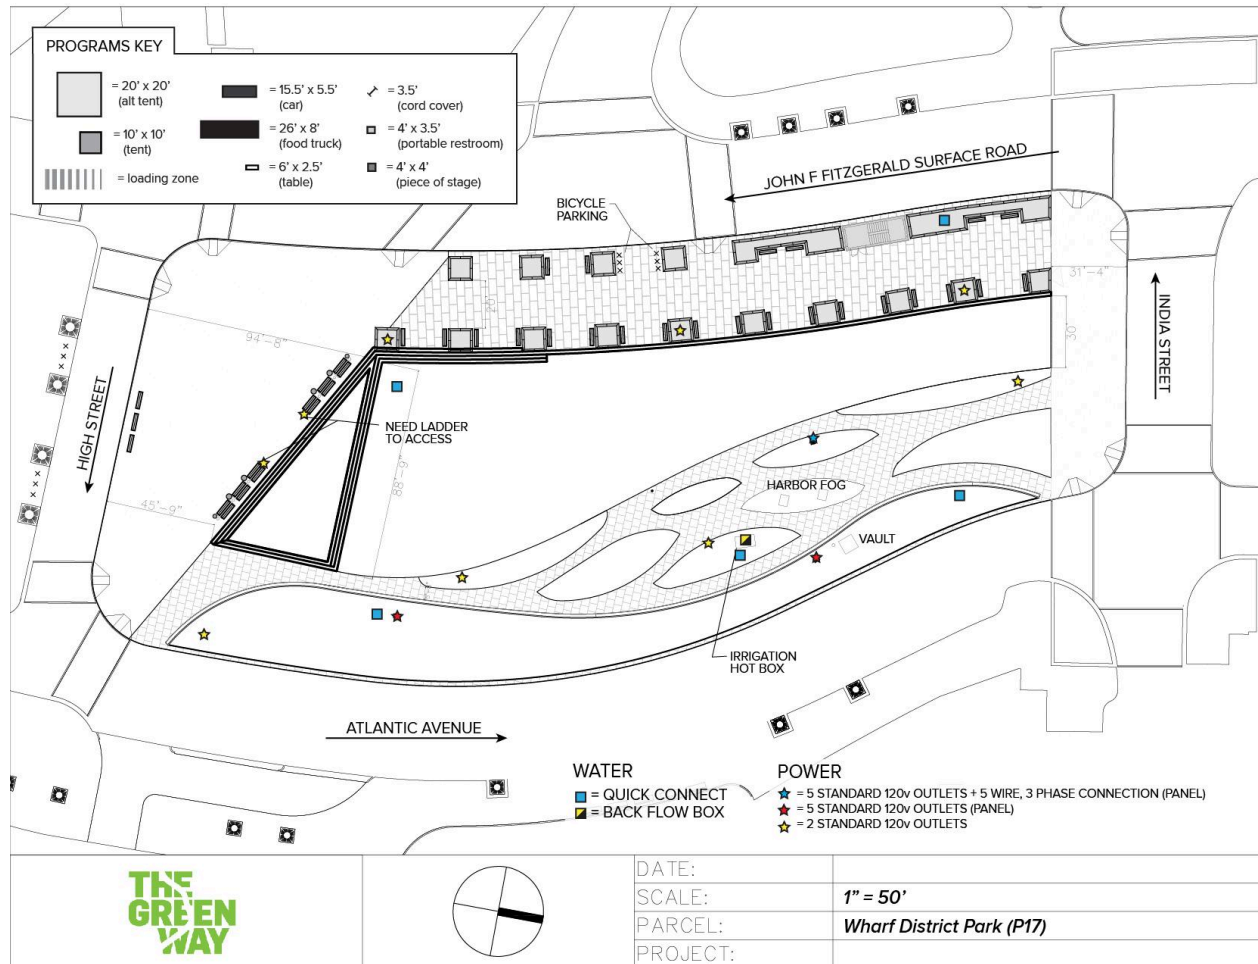 PROGRAMS KEY
= 20' x 20'
(alt tent)
= 10' x 10'
(tent)
= loading zone
= 15.5' x 5.5'
(car)
= 26' x 8'
(food truck)
= 6' x 2.5'
(table)
= 3.5'
(cord cover)
= 4' x 3.5'
(portable restroom)
= 4' x 4'
(piece of stage)
JOHN F FITZGERALD SURFACE ROAD
BICYCLE
PARKING
20'
31'-4"
INDIA STREET
30'
94'-8"
HIGH STREET
NEED LADDER
TO ACCESS
88'-9"
45'-9"
HARBOR FOG
VAULT
IRRIGATION
HOT BOX
ATLANTIC AVENUE
WATER
= QUICK CONNECT
= BACK FLOW BOX
POWER
= 5 STANDARD 120v OUTLETS + 5 WIRE, 3 PHASE CONNECTION (PANEL)
= 5 STANDARD 120v OUTLETS (PANEL)
= 2 STANDARD 120v OUTLETS
THE
GREEN
WAY
DATE:
SCALE: 1" = 50'
PARCEL: Wharf District Park (P17)
PROJECT: